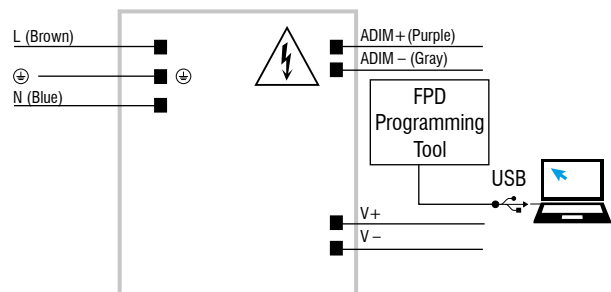 L (Brown)
N (Blue)
ADIM+ (Purple)
ADIM – (Gray)
FPD
Programming
Tool
USB
V+
V –